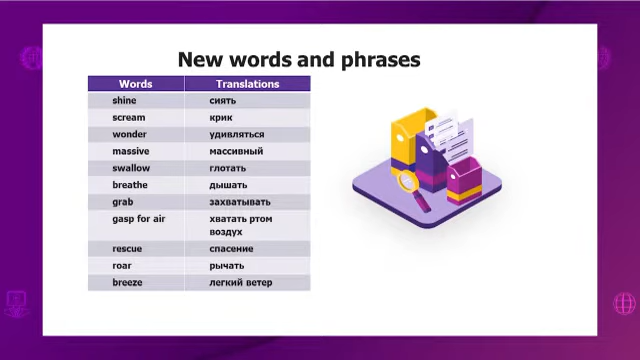 New words and phrases
Words Translations
shine сиять
scream крик
wonder удивляться
massive массивный
swallow глотать
breathe дышать
grab захватывать
gasp for air хватать ртом
воздух
rescue спасение
roar рычать
breeze легкий ветер